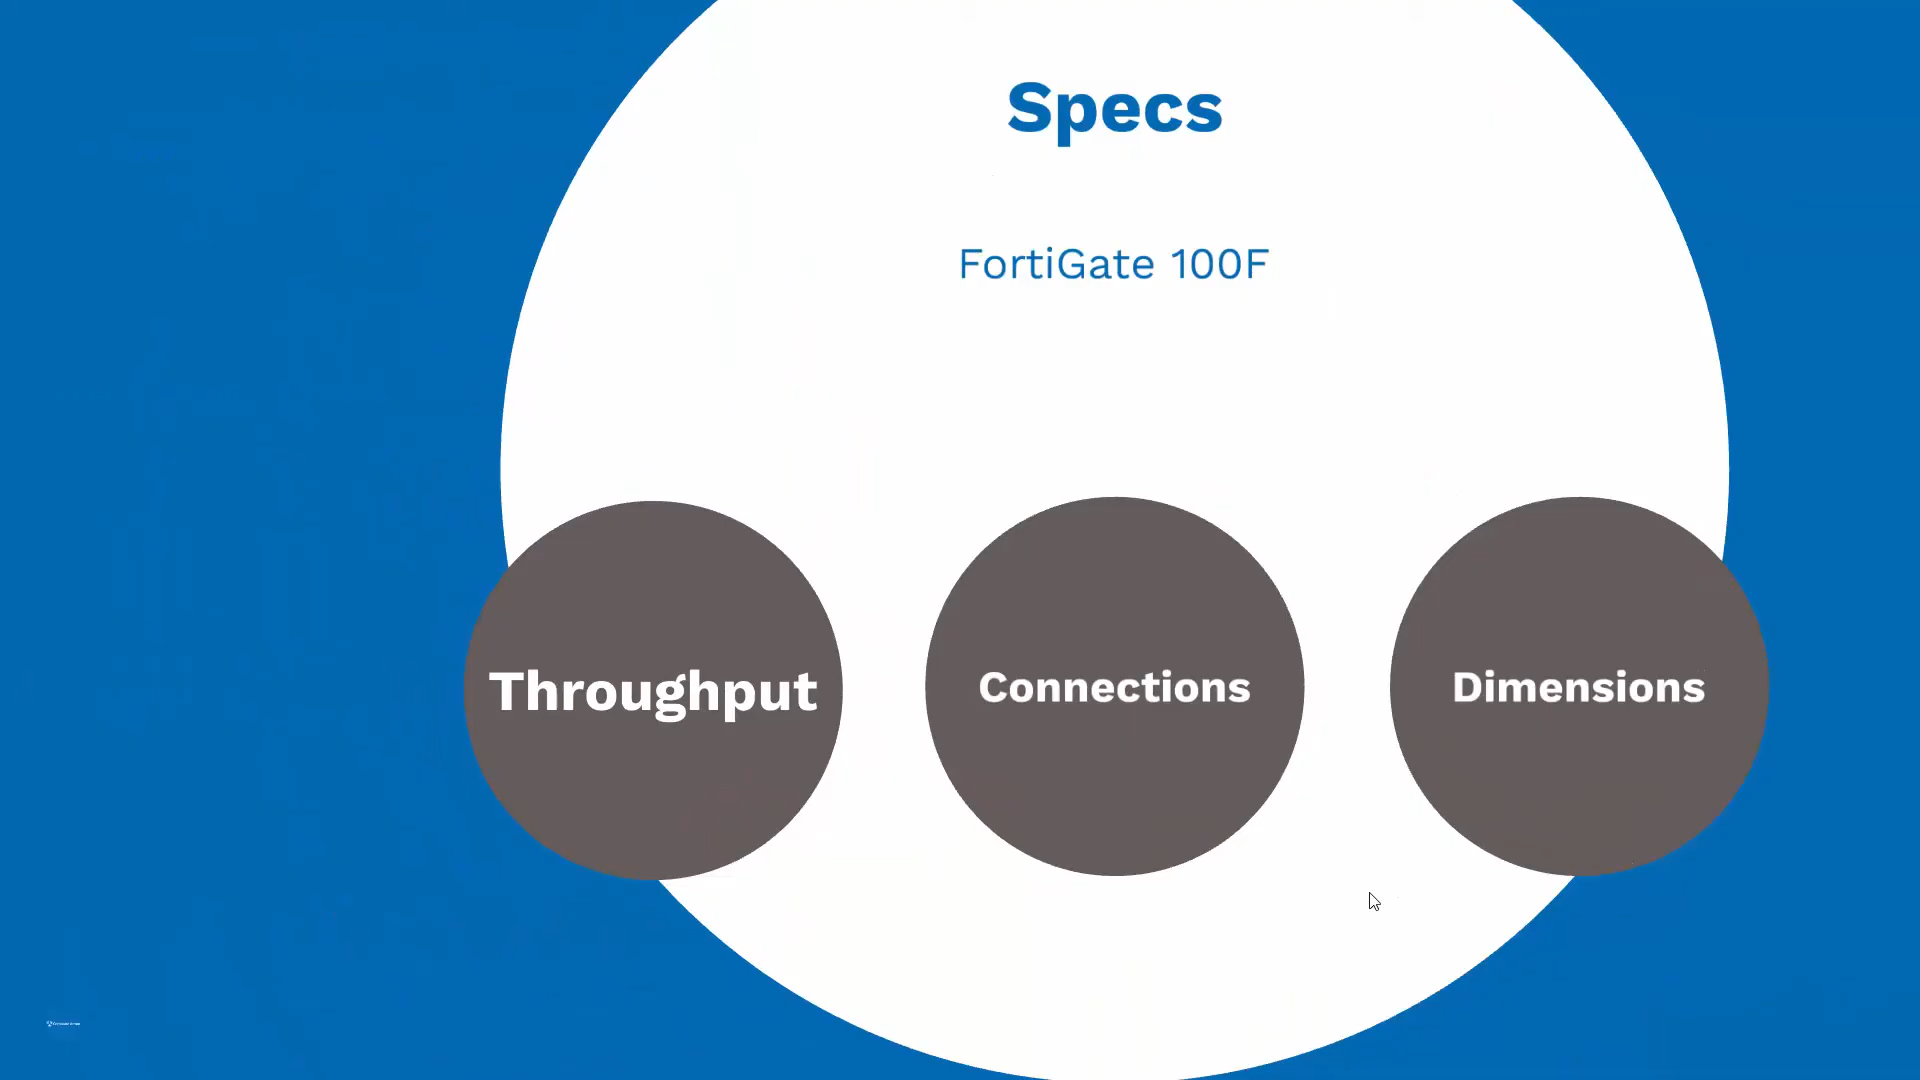 Specs
FortiGate 100F
Throughput
Connections
Dimensions